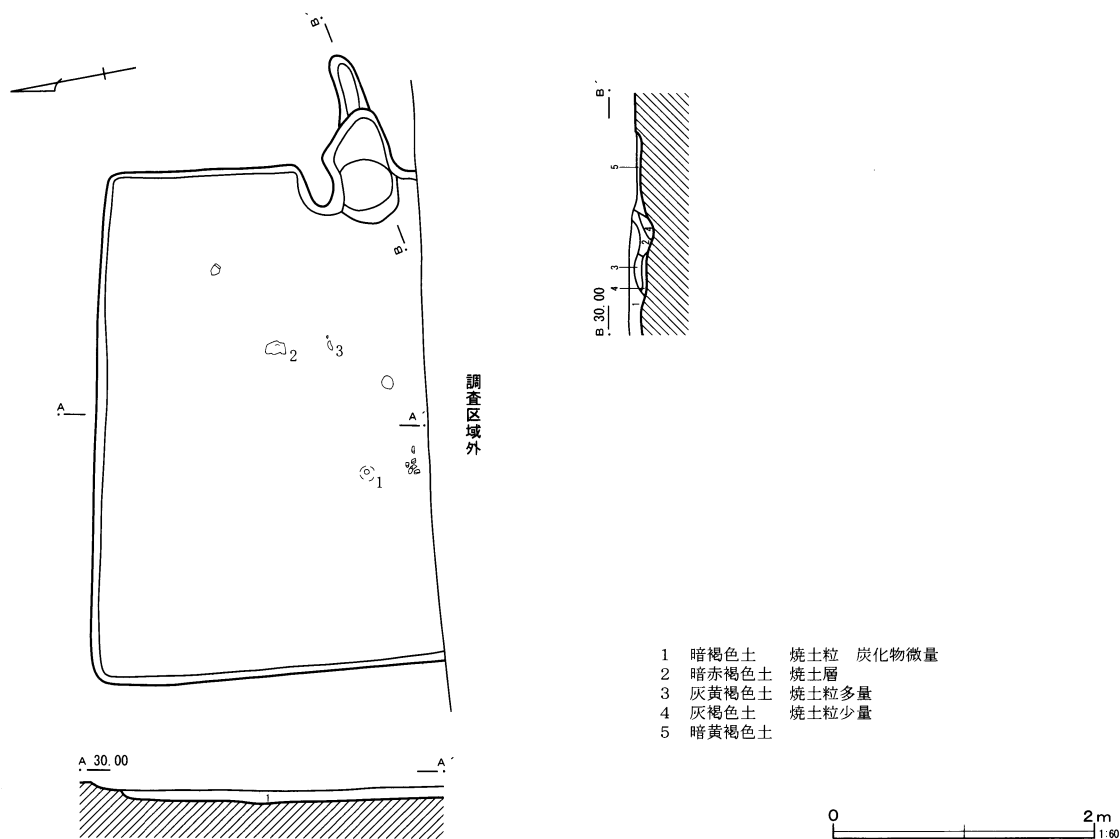 B´
B
2
3
A
A´
1
調査区域外
B´
5
4
2
3
4
1
B 30.00
1 暗褐色土 焼土粒 炭化物微量
2 暗赤褐色土 焼土層
3 灰黄褐色土 焼土粒多量
4 灰褐色土 焼土粒少量
5 暗黄褐色土
A 30.00 A´
1
0 2m
1:60